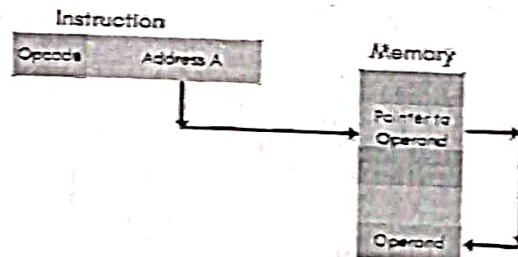 Instruction
Opcode Address A
Memory
Pointer to
Operand
Operand